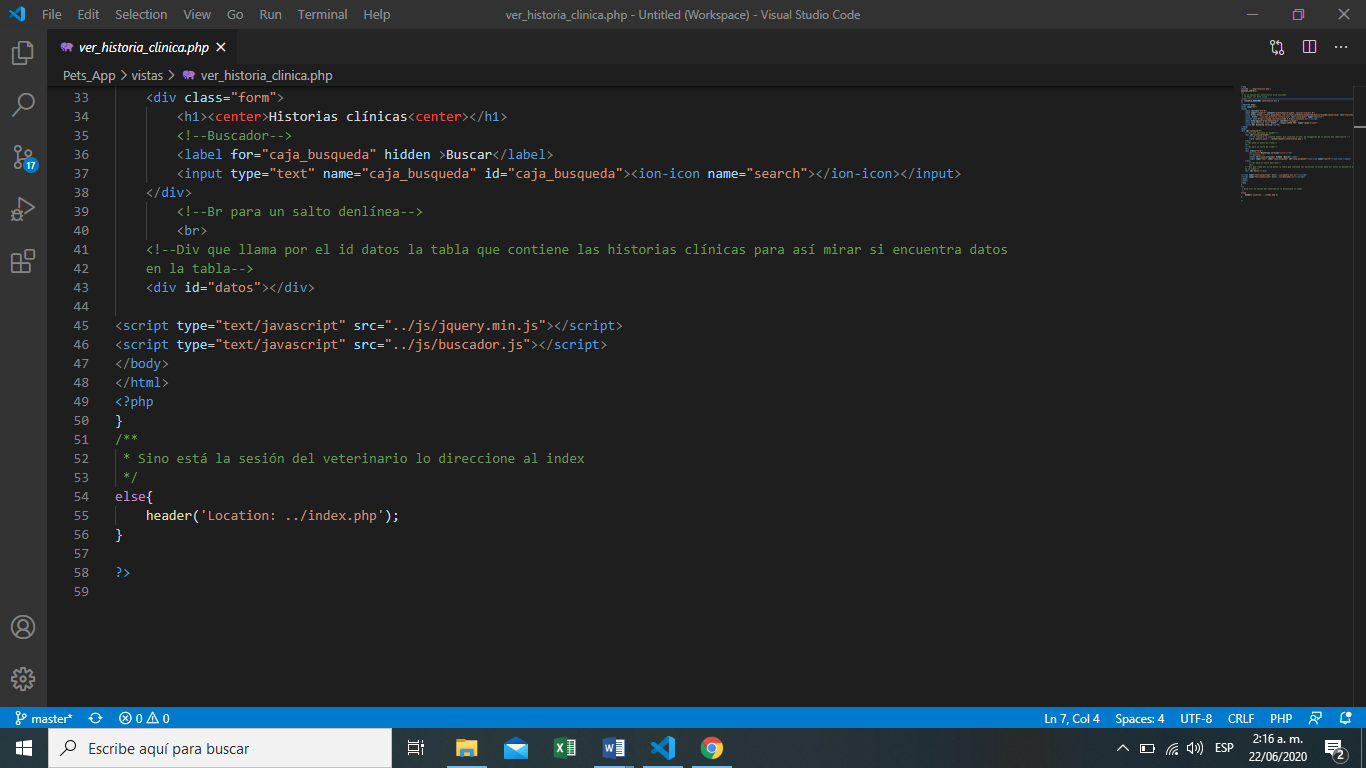 File Edit Selection View Go Run Terminal Help ver_historia_clinica.php - Untitled (Workspace) - Visual Studio Code
ver_historia_clinica.php
Pets_App > vistas > ver_historia_clinica.php
33 <div class="form">
34 <h1><center>Historias clínicas<center></h1>
35 <!--Buscador-->
36 <label for="caja_busqueda" hidden >Buscar</label>
37 <input type="text" name="caja_busqueda" id="caja_busqueda"><ion-icon name="search"></ion-icon></input>
38 </div>
39 <!--Br para un salto denlínea-->
40 <br>
41 <!--Div que llama por el id datos la tabla que contiene las historias clínicas para así mirar si encuentra datos
42 en la tabla-->
43 <div id="datos"></div>
44
45 <script type="text/javascript" src="../js/jquery.min.js"></script>
46 <script type="text/javascript" src="../js/buscador.js"></script>
47 </body>
48 </html>
49 <?php
50 }
51 /**
52 * Sino está la sesión del veterinario lo direccione al index
53 */
54 else{
55 header('Location: ../index.php');
56 }
57
58 ?>
59
17
master* 0 0 Ln 7, Col 4 Spaces: 4 UTF-8 CRLF PHP
Escribe aquí para buscar
ESP
2:16 a. m.
22/06/2020
2